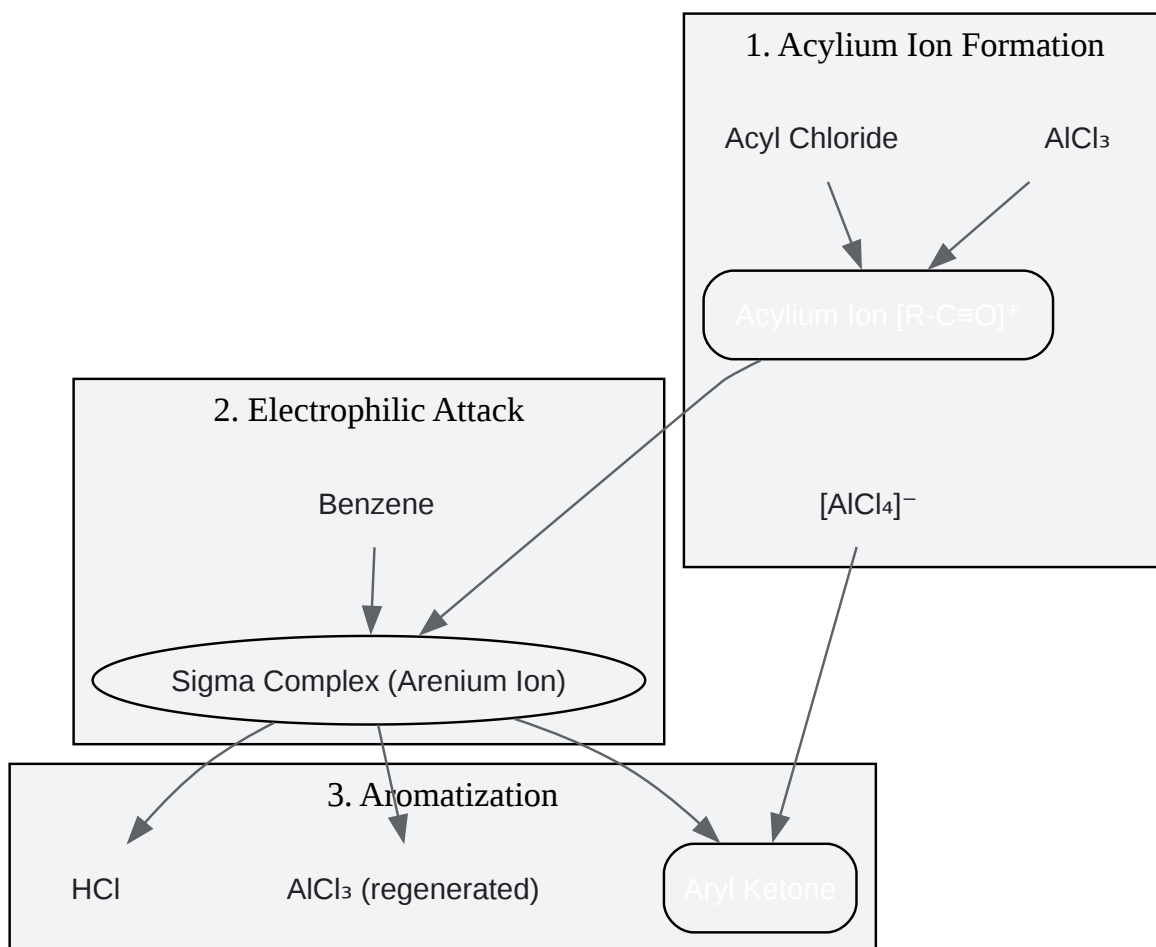 1. Acylium Ion Formation
Acyl Chloride
AlCl₃
Acylium Ion [R-C≡O]⁺
[AlCl₄]⁻
2. Electrophilic Attack
Benzene
Sigma Complex (Arenium Ion)
3. Aromatization
HCl
AlCl₃ (regenerated)
Aryl Ketone